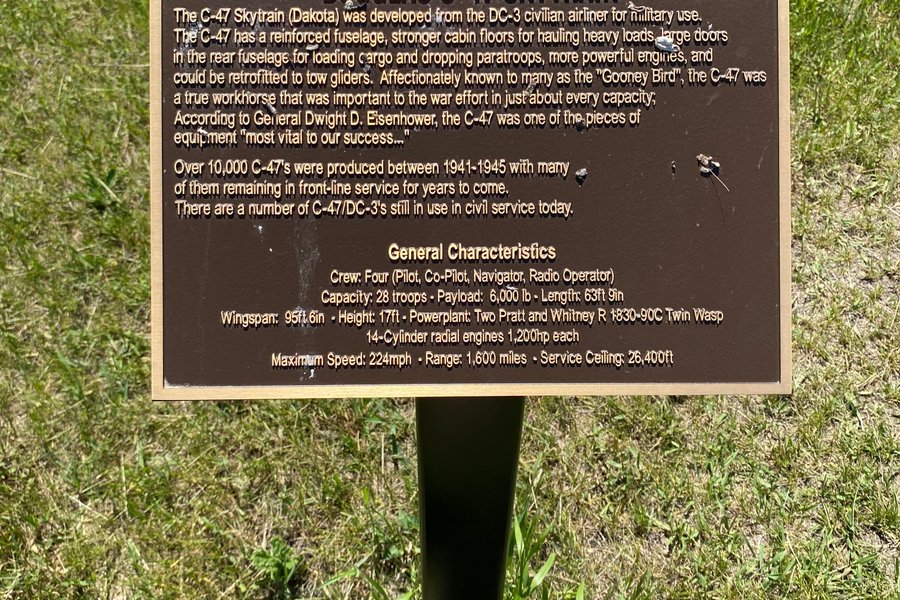 The C-47 Skytrain (Dakota) was developed from the DC-3 civilian airliner for military use.
The C-47 has a reinforced fuselage, stronger cabin floors for hauling heavy loads, large doors
in the rear fuselage for loading cargo and dropping paratroops, more powerful engines, and
could be retrofitted to tow gliders. Affectionately known to many as the "Gooney Bird", the C-47 was
a true workhorse that was important to the war effort in just about every capacity;
According to General Dwight D. Eisenhower, the C-47 was one of the pieces of
equipment "most vital to our success..."
Over 10,000 C-47's were produced between 1941-1945 with many
of them remaining in front-line service for years to come.
There are a number of C-47/DC-3's still in use in civil service today.
General Characteristics
Crew: Four (Pilot, Co-Pilot, Navigator, Radio Operator)
Capacity: 28 troops - Payload: 6,000 lb - Length: 63ft 9in
Wingspan: 95ft 6in - Height: 17ft - Powerplant: Two Pratt and Whitney R 1830-90C Twin Wasp
14-Cylinder radial engines 1,200hp each
Maximum Speed: 224mph - Range: 1,600 miles - Service Ceiling: 26,400ft